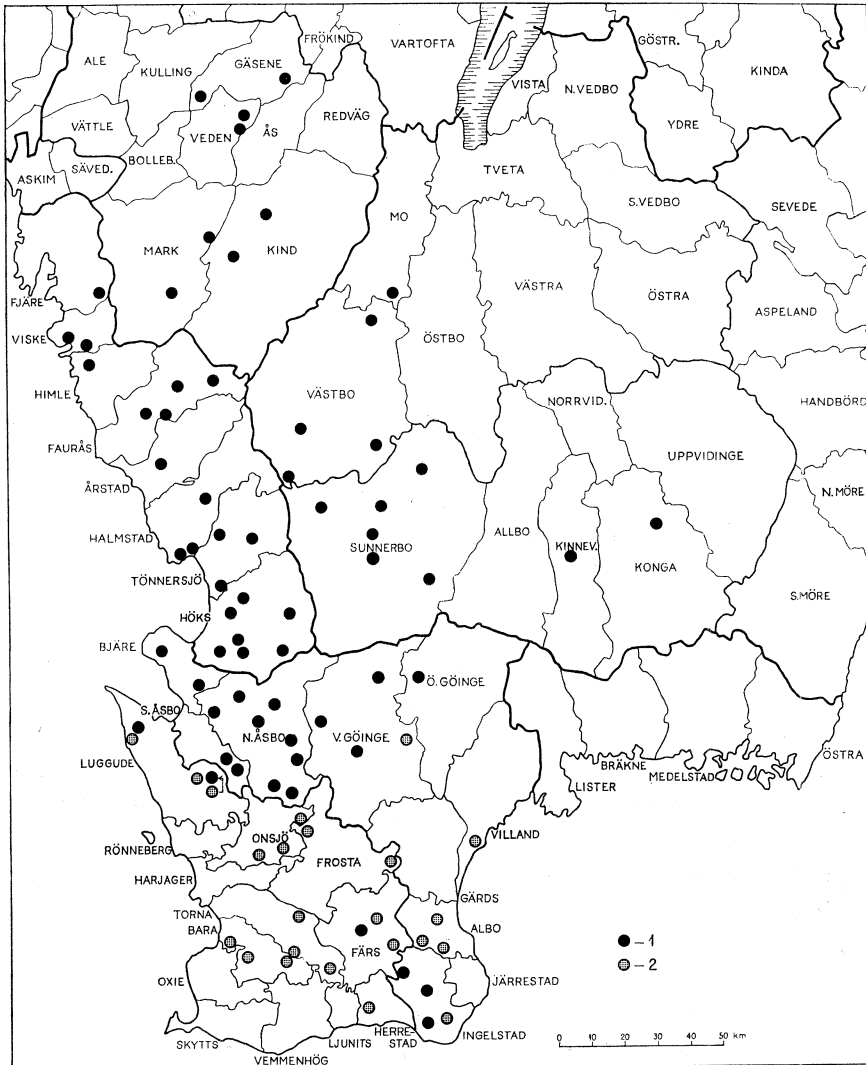 FRÖKIND
VARTOFTA
GÖSTR.
ALE
KULLING
GÄSENE
VISTA
N.VEDBO
KINDA
VÄTTLE
VEDEN
ÅS
REDVÄG
YDRE
ASKIM
SÄVED.
BOLLEB.
TVETA
S.VEDBO
SEVEDE
MO
MARK
KIND
VÄSTRA
ÖSTRA
FJÄRE
ASPELAND
VISKE
ÖSTBO
HIMLE
VÄSTBO
NORRVID.
HANDBÖRD
FAURÅS
UPPVIDINGE
ÅRSTAD
N.MÖRE
HALMSTAD
SUNNERBO
ALLBO
KINNEV.
KONGA
TÖNNERSJÖ
S.MÖRE
HÖKS
BJÄRE
Ö.GÖINGE
S.ÅSBO
N.ÅSBO
V.GÖINGE
LUGGUDE
ÖSTRA
BRÄKNE
MEDELSTAD
LISTER
RÖNNEBERG
ONSJÖ
VILLAND
FROSTA
HARJAGER
GÄRDS
TORNA
ALBO
BARA
FÄRS
1
2
OXIE
JÄRRESTAD
HERRE-
STAD
INGELSTAD
SKYTTS
LJUNITS
VEMMENHÖG
0 10 20 30 40 50 km